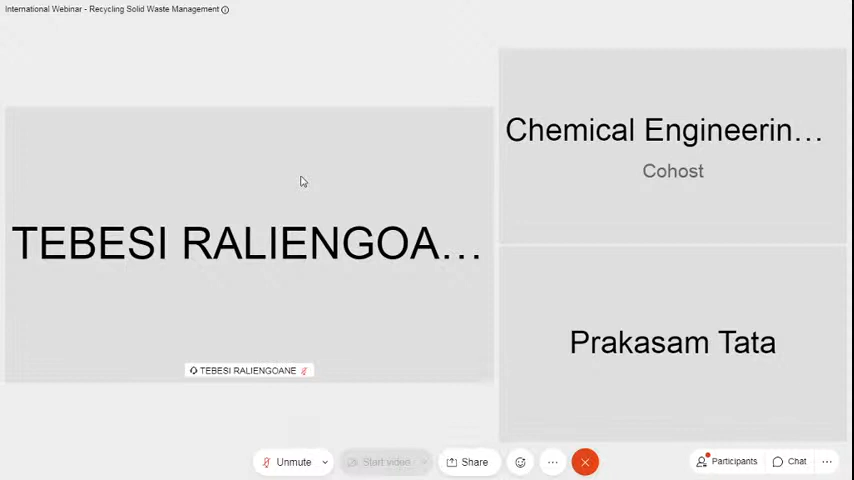 International Webinar - Recycling Solid Waste Management
TEBESI RALIENGOA...
TEBESI RALIENGOANE
Chemical Engineerin...
Cohost
Prakasam Tata
Unmute
Start video
Share
Participants
Chat